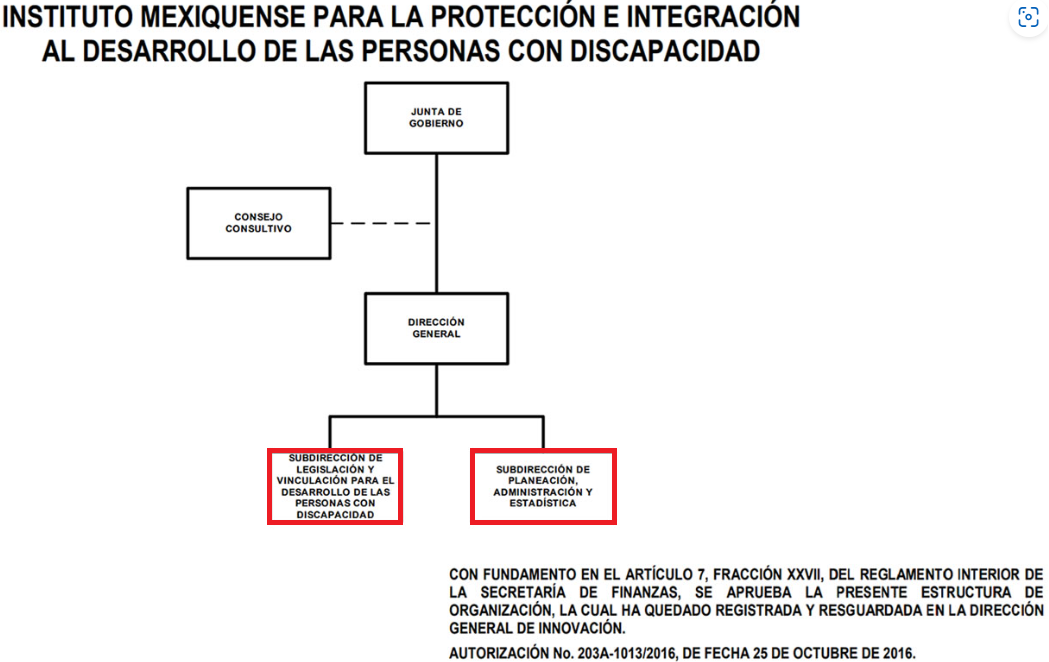 INSTITUTO MEXIQUENSE PARA LA PROTECCIÓN E INTEGRACIÓN
AL DESARROLLO DE LAS PERSONAS CON DISCAPACIDAD
JUNTA DE
GOBIERNO
CONSEJO
CONSULTIVO
DIRECCIÓN
GENERAL
SUBDIRECCIÓN DE
LEGISLACIÓN Y
VINCULACIÓN PARA EL
DESARROLLO DE LAS
PERSONAS CON
DISCAPACIDAD
SUBDIRECCIÓN DE
PLANEACIÓN,
ADMINISTRACIÓN Y
ESTADÍSTICA
CON FUNDAMENTO EN EL ARTÍCULO 7, FRACCIÓN XXVII, DEL REGLAMENTO INTERIOR DE
LA SECRETARÍA DE FINANZAS, SE APRUEBA LA PRESENTE ESTRUCTURA DE
ORGANIZACIÓN, LA CUAL HA QUEDADO REGISTRADA Y RESGUARDADA EN LA DIRECCIÓN
GENERAL DE INNOVACIÓN.
AUTORIZACIÓN No. 203A-1013/2016, DE FECHA 25 DE OCTUBRE DE 2016.